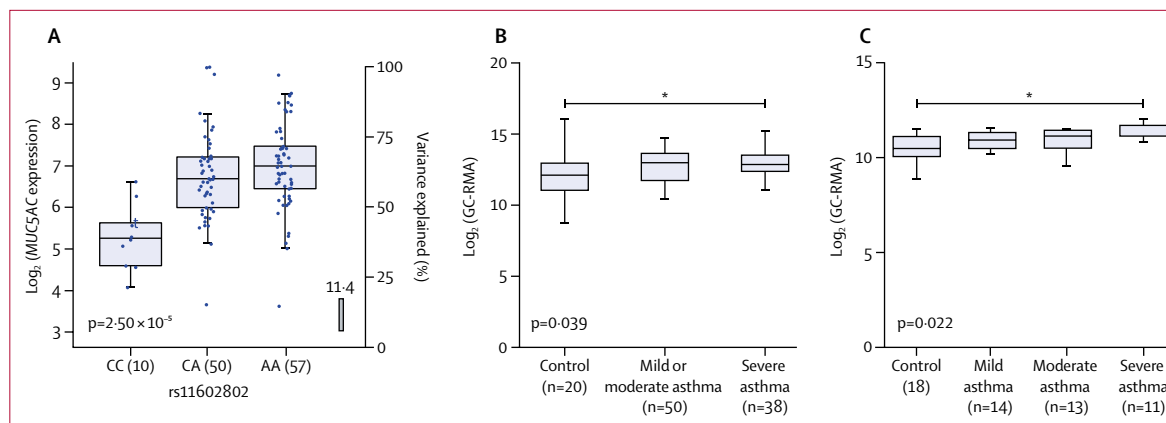 A
Log₂ (MUC5AC expression)
9
8
7
6
5
4
3
100
75
50
25
0
Variance explained (%)
11·4
p=2·50 × 10⁻⁵
CC (10)
CA (50)
AA (57)
rs11602802
B
Log₂ (GC-RMA)
20
15
10
5
0
*
p=0·039
Control
(n=20)
Mild or
moderate asthma
(n=50)
Severe
asthma
(n=38)
C
Log₂ (GC-RMA)
15
10
5
0
*
p=0·022
Control
(18)
Mild
asthma
(n=14)
Moderate
asthma
(n=13)
Severe
asthma
(n=11)